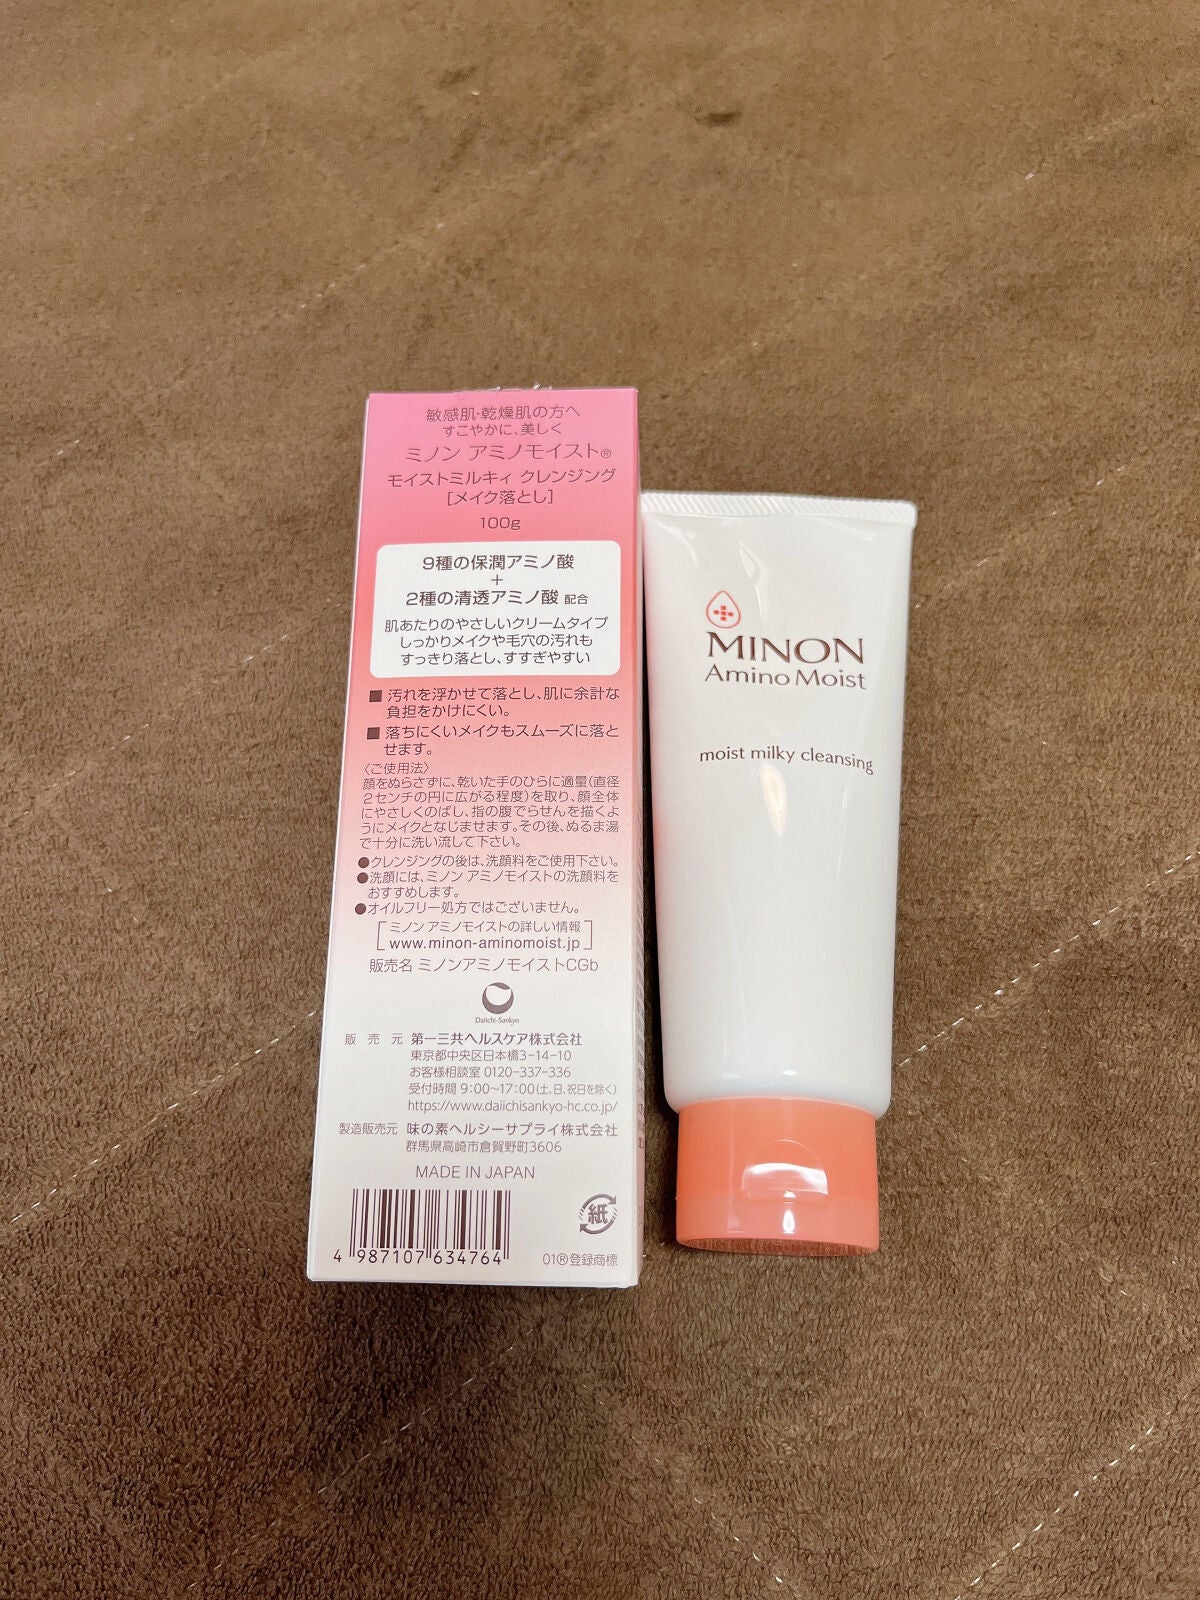 敏感肌・乾燥肌の方へ
すこやかに、美しく
ミノン アミノモイスト®
モイストミルキィ クレンジング
[メイク落とし]
100g
9種の保潤アミノ酸
+
2種の清透アミノ酸 配合
肌あたりのやさしいクリームタイプ
しっかりメイクや毛穴の汚れも
すっきり落とし、すすぎやすい
■ 汚れを浮かせて落とし、肌に余計な
負担をかけにくい。
■ 落ちにくいメイクもスムーズに落と
せます。
〈ご使用法〉
顔をぬらさずに、乾いた手のひらに適量(直径
2センチの円に広がる程度)を取り、顔全体
にやさしくのばし、指の腹でらせんを描くよ
うにメイクとなじませます。その後、ぬるま湯
で十分に洗い流して下さい。
●クレンジングの後は、洗顔料をご使用下さい。
●洗顔には、ミノン アミノモイストの洗顔料を
おすすめします。
●オイルフリー処方ではございません。
[ミノン アミノモイストの詳しい情報
www.minon-aminomoist.jp]
販売名 ミノンアミノモイストCGb
Daiichi-Sankyo
販売元 第一三共ヘルスケア株式会社
東京都中央区日本橋3-14-10
お客様相談室 0120-337-336
受付時間 9:00〜17:00(土、日、祝日を除く)
https://www.daiichisankyo-hc.co.jp/
製造販売元 味の素ヘルシーサプライ株式会社
群馬県高崎市倉賀野町3606
MADE IN JAPAN
紙
4 987107 634764
01®登録商標
MINON
Amino Moist
moist milky cleansing